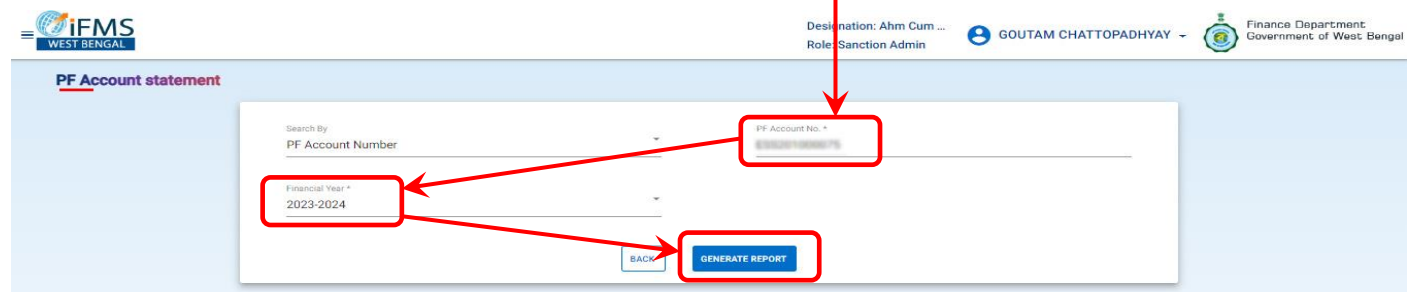 iFMS
WEST BENGAL
Designation: Ahm Cum ...
Role: Sanction Admin
GOUTAM CHATTOPADHYAY
Finance Department
Government of West Bengal
PF Account statement
Search By
PF Account Number
PF Account No. *
Financial Year *
2023-2024
BACK
GENERATE REPORT